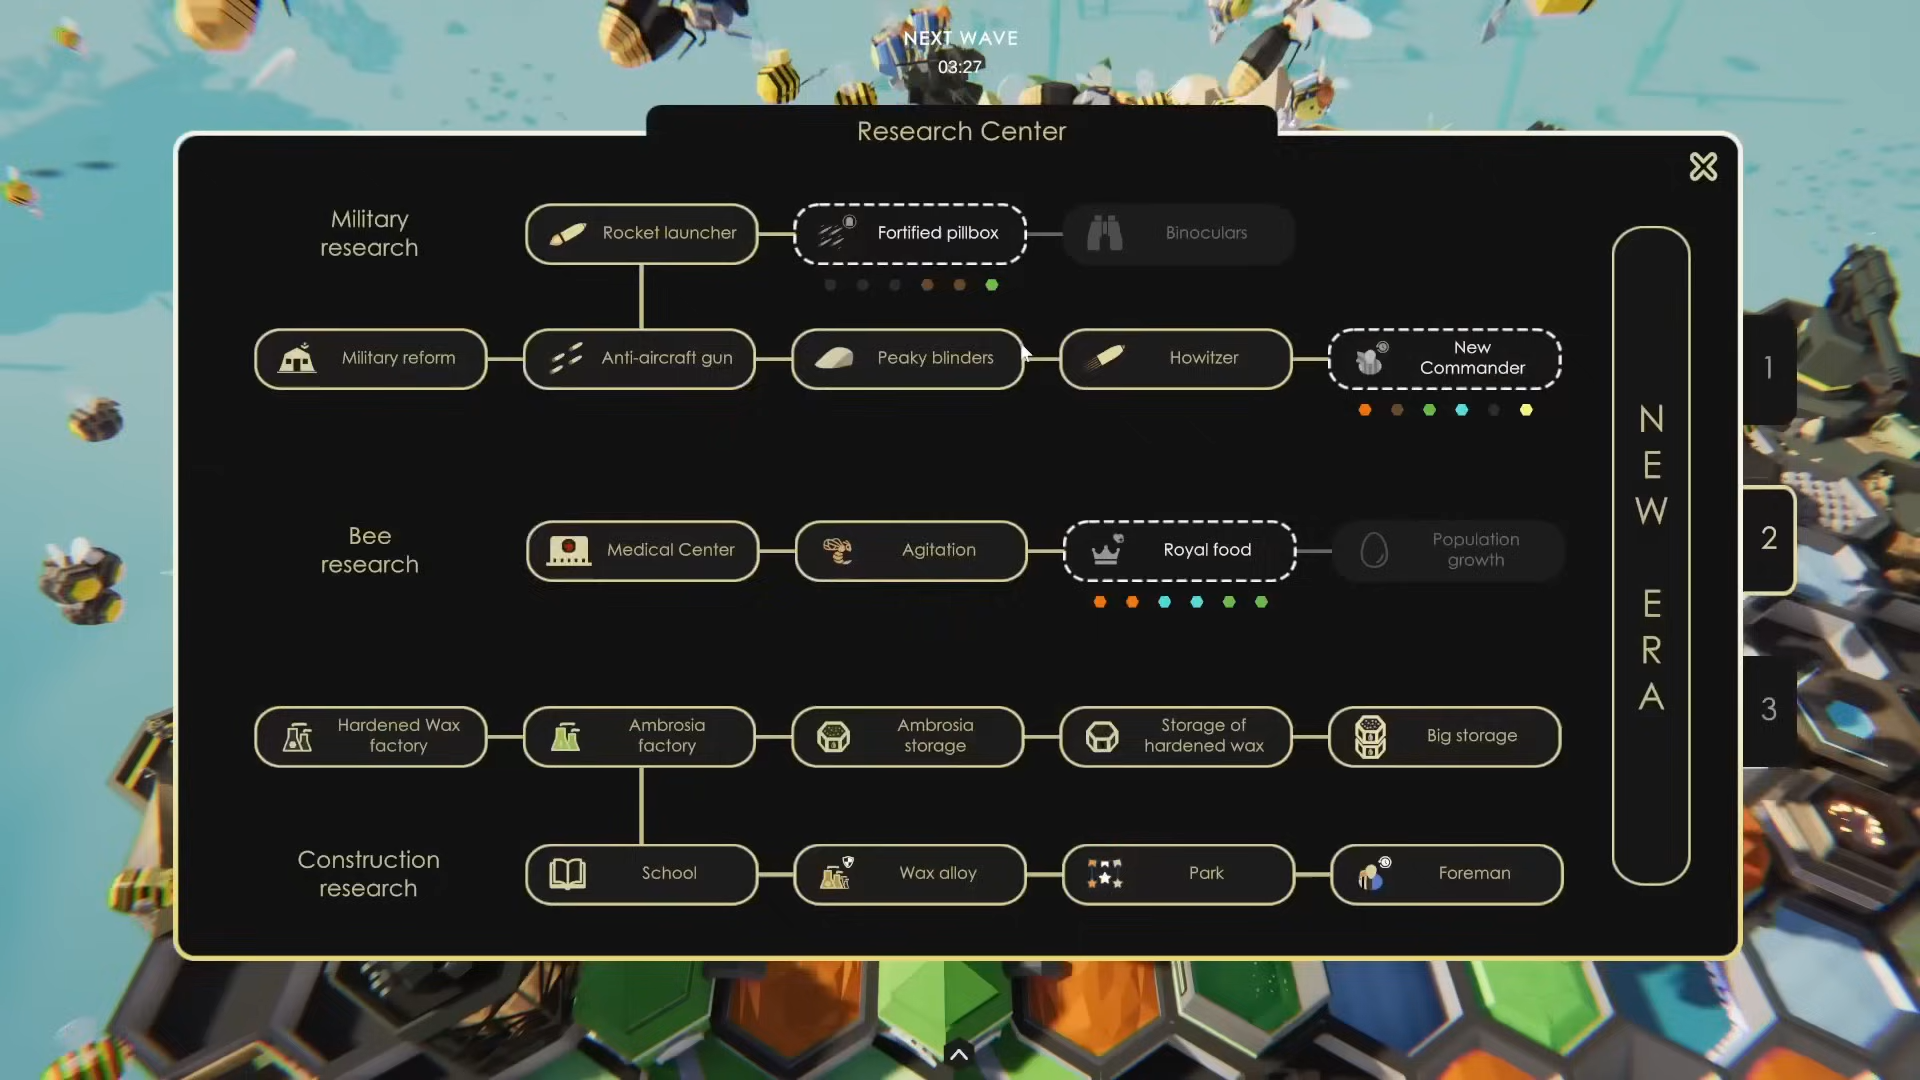 NEXT WAVE
03:27
Research Center
Military
research
Rocket launcher
Fortified pillbox
Binoculars
Military reform
Anti-aircraft gun
Peaky blinders
Howitzer
New
Commander
Bee
research
Medical Center
Agitation
Royal food
Population
growth
Hardened Wax
factory
Ambrosia
factory
Ambrosia
storage
Storage of
hardened wax
Big storage
Construction
research
School
Wax alloy
Park
Foreman
NEW ERA
1
2
3